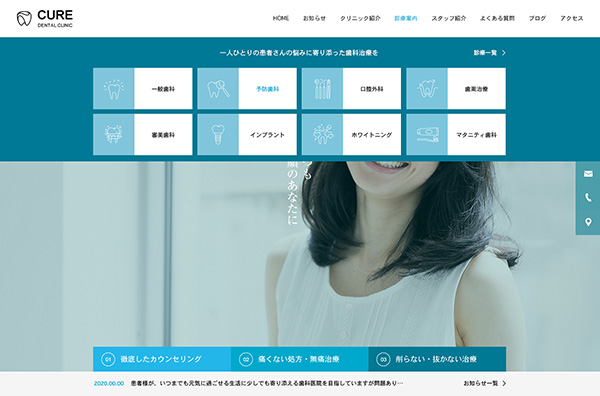 CURE
DENTAL CLINIC
HOME お知らせ クリニック紹介 診療案内 スタッフ紹介 よくある質問 ブログ アクセス
一人ひとりの患者さんの悩みに寄り添った歯科治療を
診療一覧
一般歯科 予防歯科 口腔外科 歯周治療
審美歯科 インプラント ホワイトニング マタニティ歯科
のあなたに
01 徹底したカウンセリング
02 痛くない処方・無痛治療
03 削らない・抜かない治療
2020.00.00 患者様が、いつまでも元気に過ごせる生活に少しでも寄り添える歯科医院を目指していますが問題あり…
お知らせ一覧